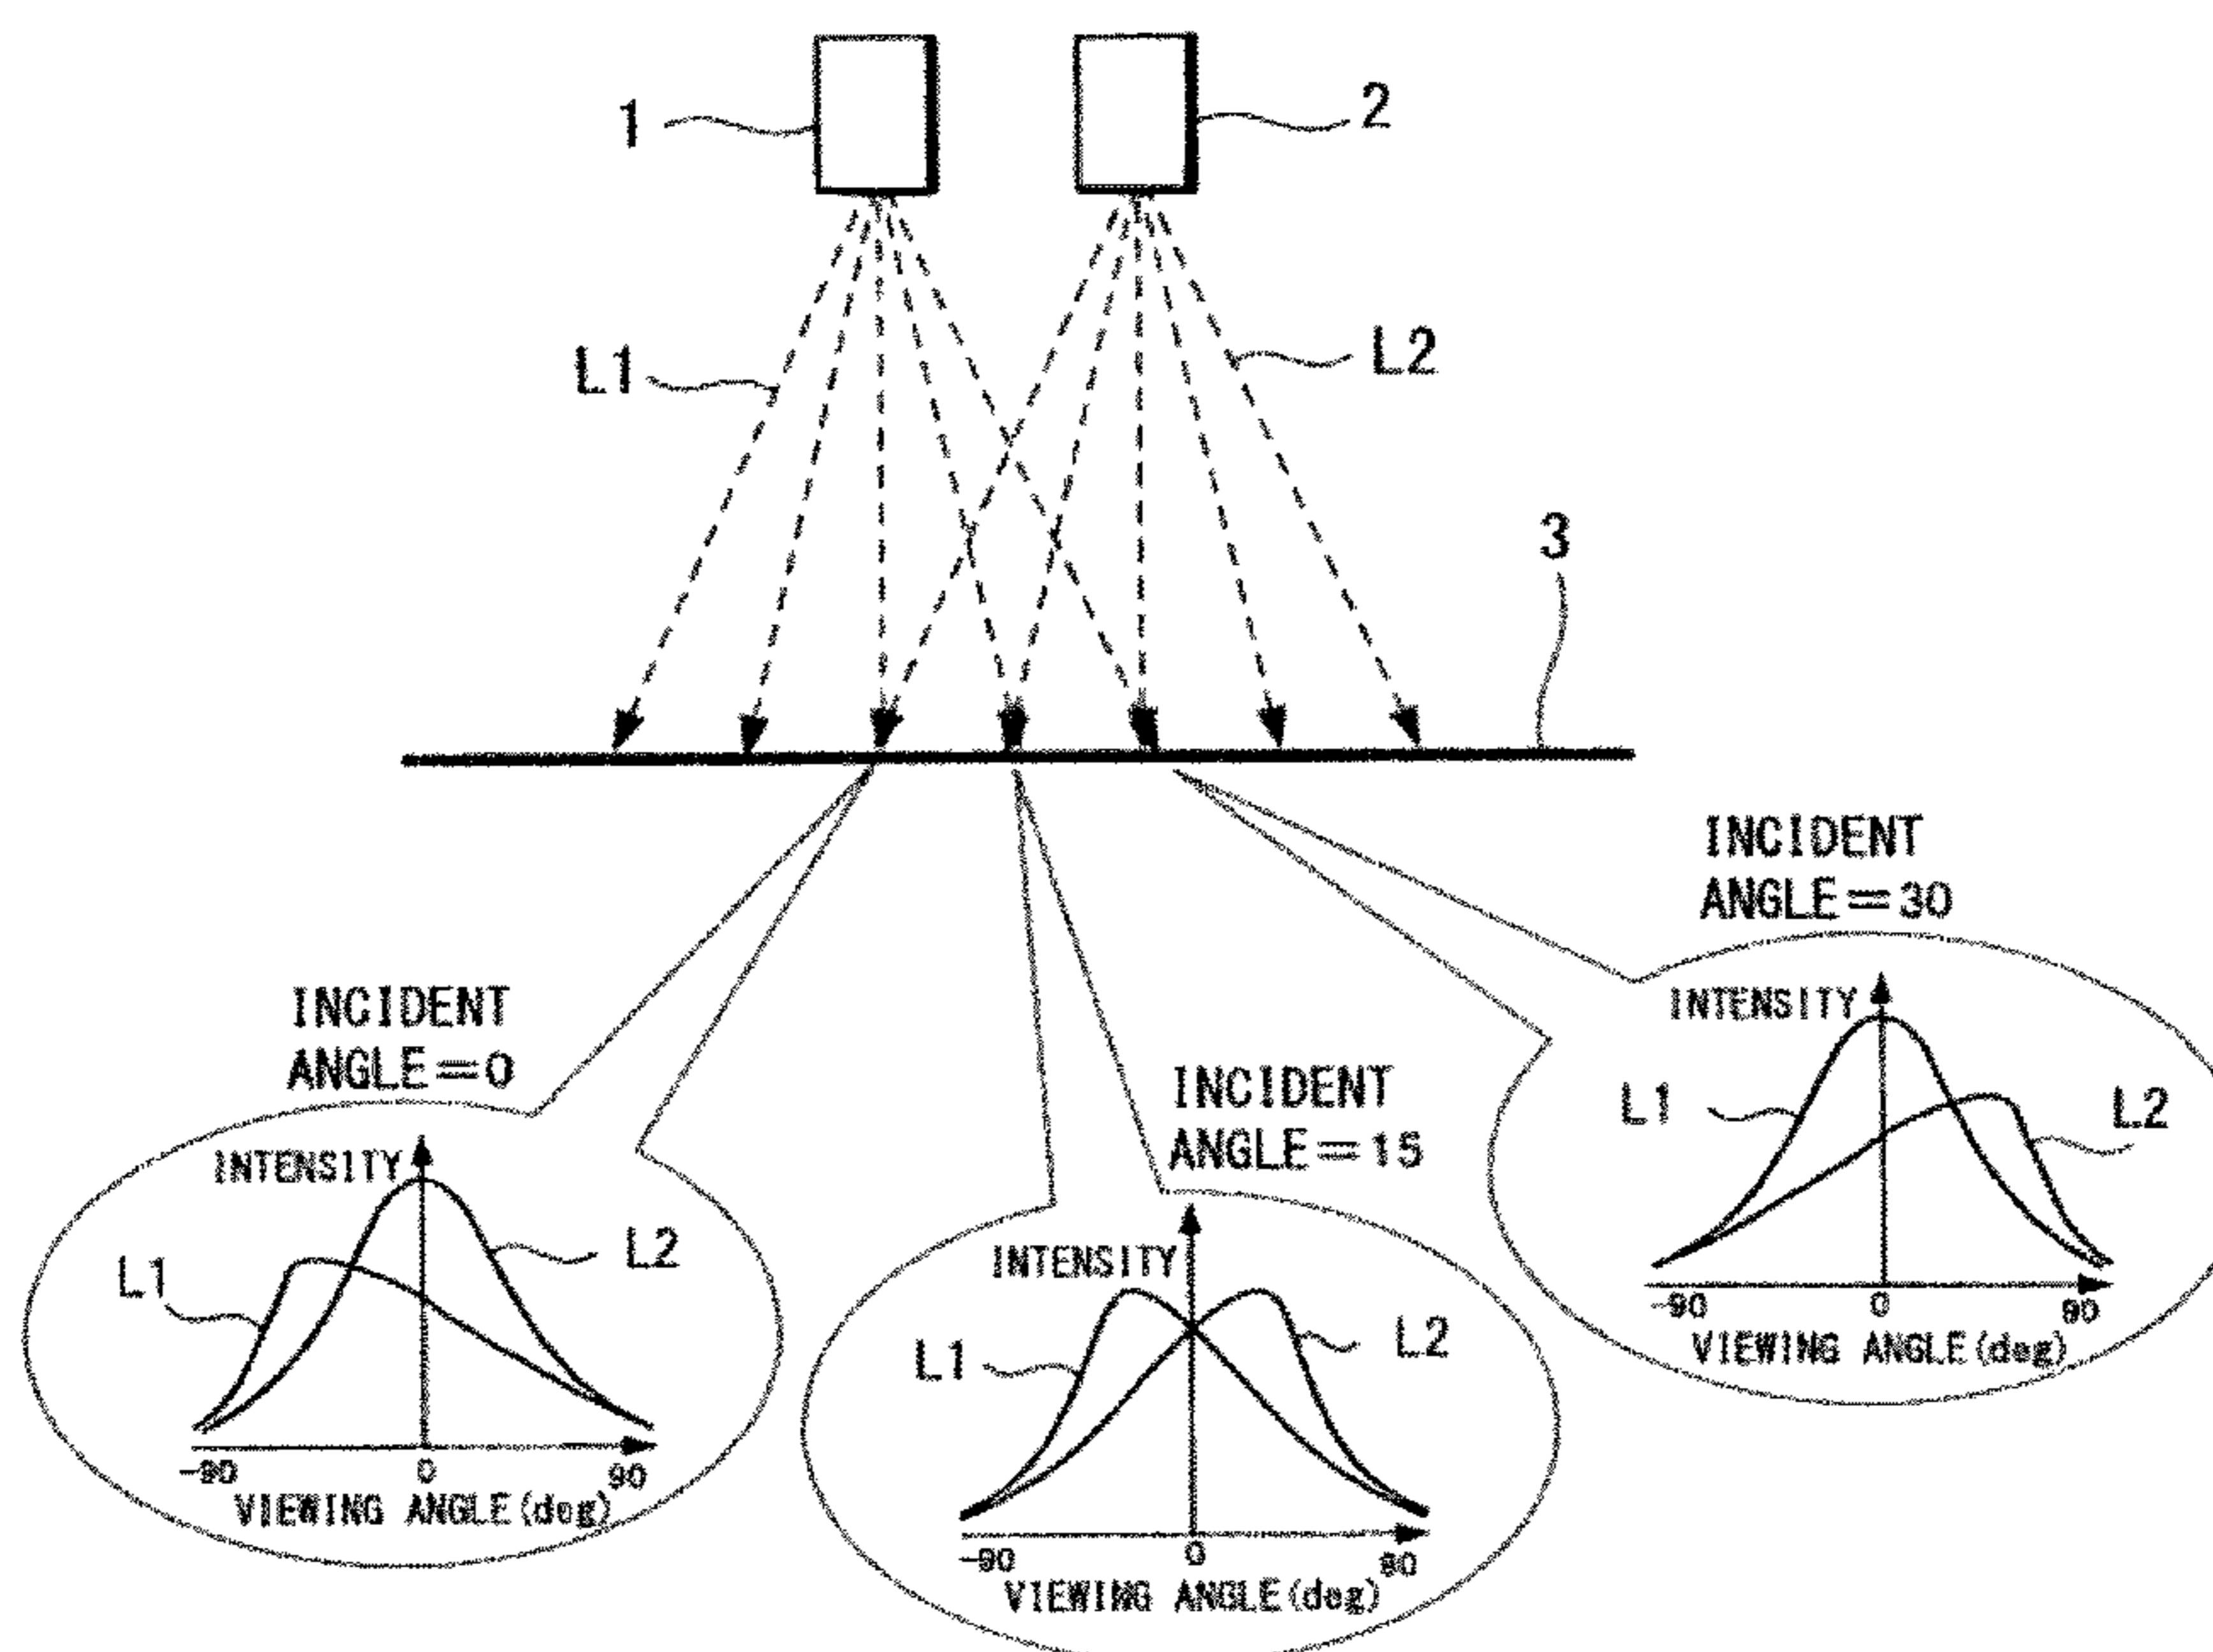 1
2
L1
L2
3
INCIDENT
ANGLE=30
INTENSITY
L1
L2
-90
0
90
VIEWING ANGLE(deg)
INCIDENT
ANGLE=0
INTENSITY
L1
L2
-90
0
90
VIEWING ANGLE(deg)
INCIDENT
ANGLE=15
INTENSITY
L1
L2
-90
0
90
VIEWING ANGLE(deg)